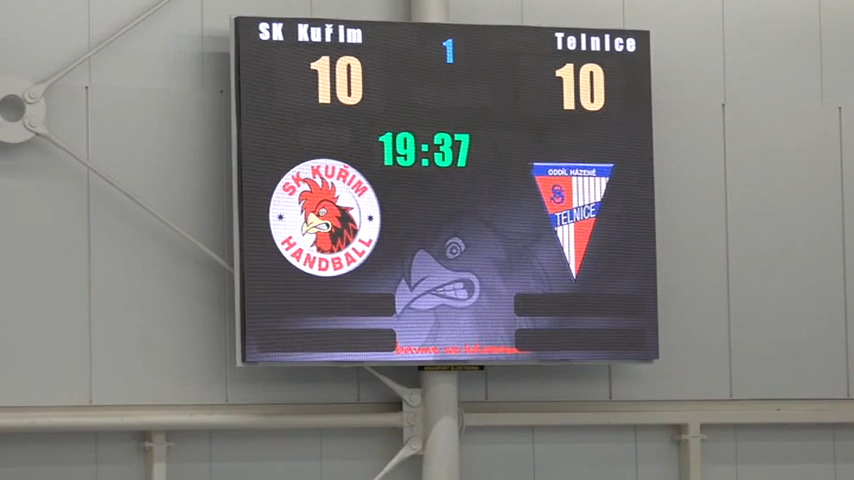 SK Kuřim
1
Telnice
10
10
19:37
SK KUŘIM
HANDBALL
ODDÍL HÁZENÉ
TELNICE